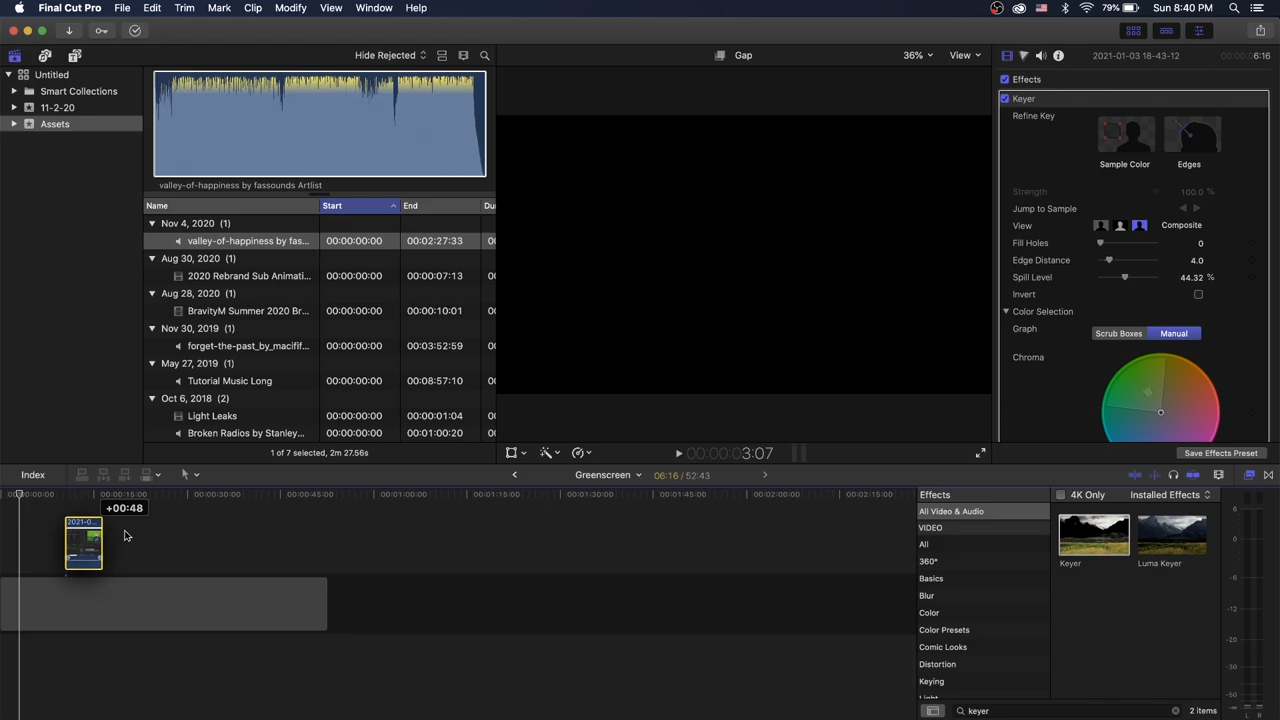 Final Cut Pro File Edit Trim Mark Clip Modify View Window Help 79% Sun 8:40 PM
Hide Rejected Gap 36% View 2021-01-03 18-43-12 6:16
Untitled
Smart Collections
11-2-20
Assets
valley-of-happiness by fassounds Artlist
Name Start End Du
Nov 4, 2020 (1)
valley-of-happiness by fas... 00:00:00:00 00:02:27:33
Aug 30, 2020 (1)
2020 Rebrand Sub Animati... 00:00:00:00 00:00:07:13
Aug 28, 2020 (1)
BravityM Summer 2020 Br... 00:00:00:00 00:00:10:01
Nov 30, 2019 (1)
forget-the-past_by_macifif... 00:00:00:00 00:03:52:59
May 27, 2019 (1)
Tutorial Music Long 00:00:00:00 00:08:57:10
Oct 6, 2018 (2)
Light Leaks 00:00:00:00 00:00:01:04
Broken Radios by Stanley... 00:00:00:00 00:01:00:20
1 of 7 selected, 2m 27.56s
00:00:00:03:07
Effects
Keyer
Refine Key
Sample Color Edges
Strength 100.0 %
Jump to Sample
View Composite
Fill Holes 0
Edge Distance 4.0
Spill Level 44.32 %
Invert
Color Selection
Graph Scrub Boxes Manual
Chroma
Save Effects Preset
Index Greenscreen 06:16 / 52:43
00:00:00:00 00:00:15:00 00:00:30:00 00:00:45:00 00:01:00:00 00:01:15:00 00:01:30:00 00:01:45:00 00:02:00:00 00:02:15:00
+00:48
2021-0...
Effects 4K Only Installed Effects
All Video & Audio
VIDEO
All
360°
Basics
Blur
Color
Color Presets
Comic Looks
Distortion
Keying
Light
Keyer Luma Keyer
6
0
-6
-12
-20
-30
-50
keyer 2 items